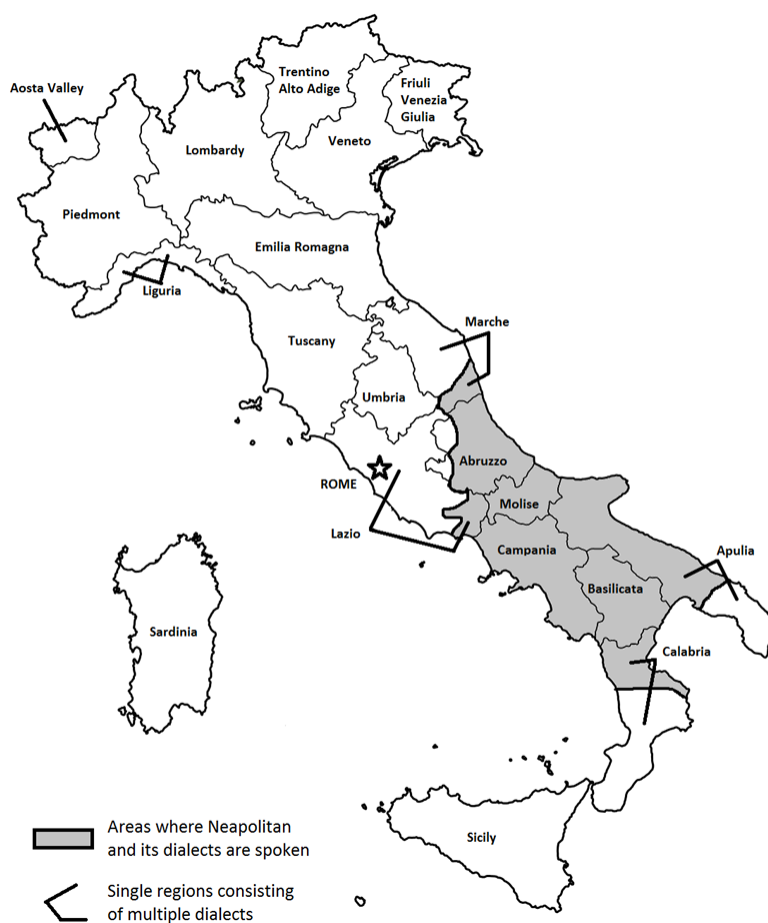 Trentino
Alto Adige
Friuli
Venezia
Giulia
Aosta Valley
Veneto
Lombardy
Piedmont
Emilia Romagna
Liguria
Marche
Tuscany
Umbria
Abruzzo
ROME
Molise
Lazio
Campania
Apulia
Basilicata
Sardinia
Calabria
Sicily
Areas where Neapolitan
and its dialects are spoken
Single regions consisting
of multiple dialects